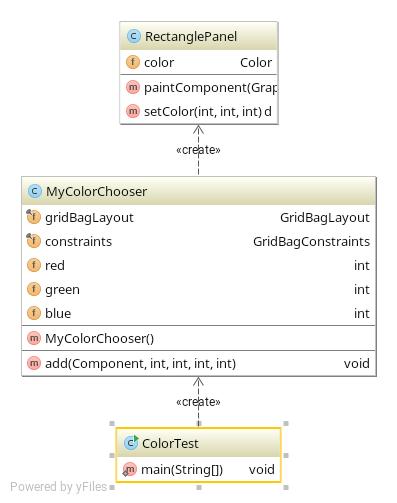 RectanglePanel
color Color
paintComponent(Grap
setColor(int, int, int) d
«create»
MyColorChooser
gridBagLayout GridBagLayout
constraints GridBagConstraints
red int
green int
blue int
MyColorChooser()
add(Component, int, int, int, int) void
«create»
ColorTest
main(String[]) void
Powered by yFiles